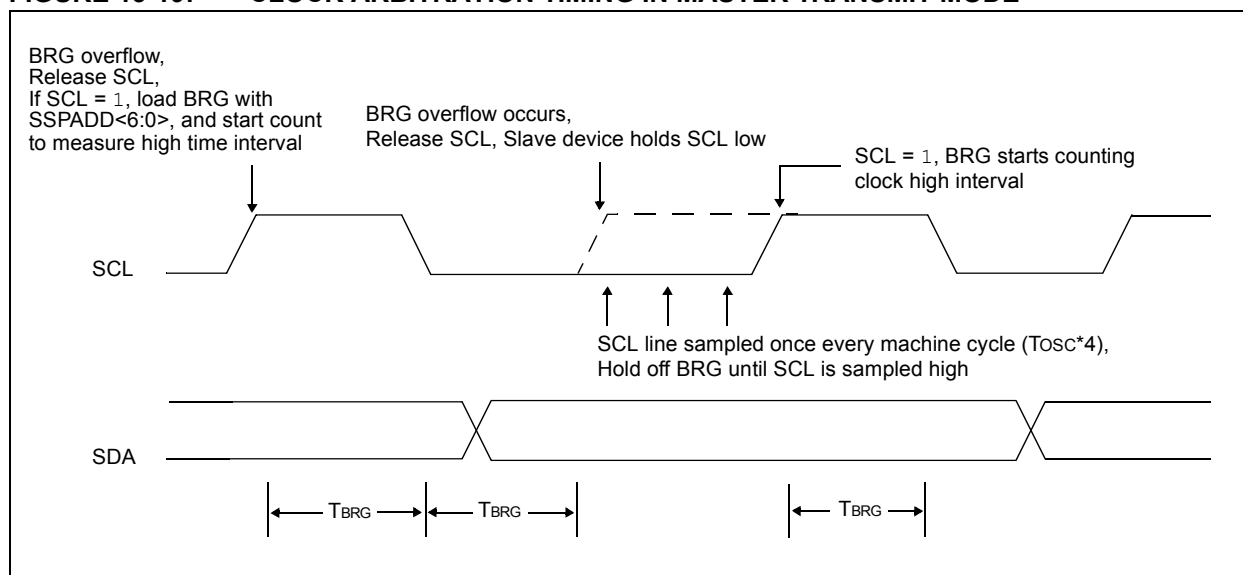 BRG overflow,
Release SCL,
If SCL = 1, load BRG with
SSPADD<6:0>, and start count
to measure high time interval
BRG overflow occurs,
Release SCL, Slave device holds SCL low
SCL = 1, BRG starts counting
clock high interval
SCL
SCL line sampled once every machine cycle (TOSC*4),
Hold off BRG until SCL is sampled high
SDA
TBRG
TBRG
TBRG